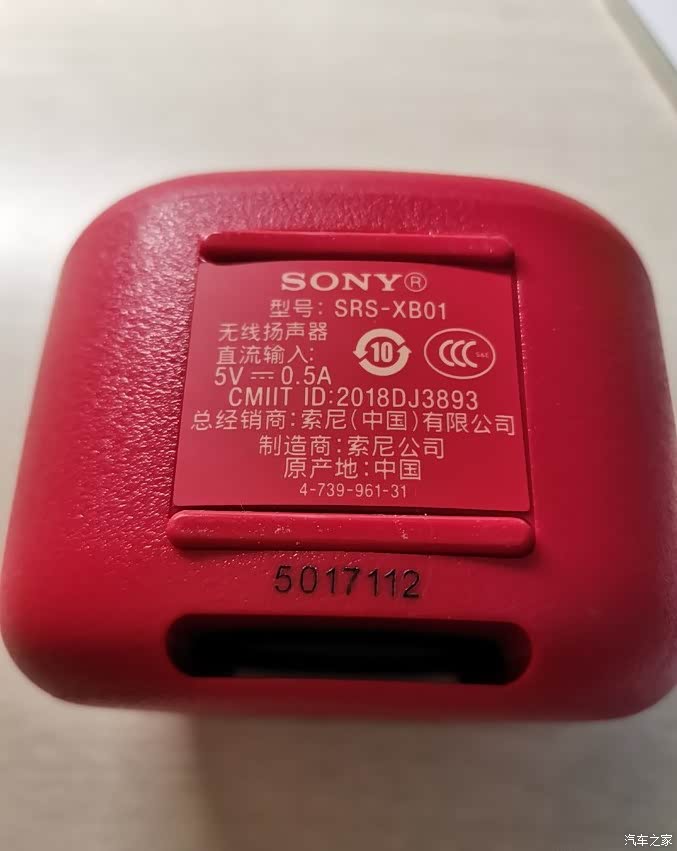 SONY®
型号: SRS-XB01
无线扬声器
直流输入:
5V ⎓ 0.5A
10
CCC S&E
CMIIT ID:2018DJ3893
总经销商:索尼(中国)有限公司
制造商:索尼公司
原产地:中国
4-739-961-31
5017112
汽车之家